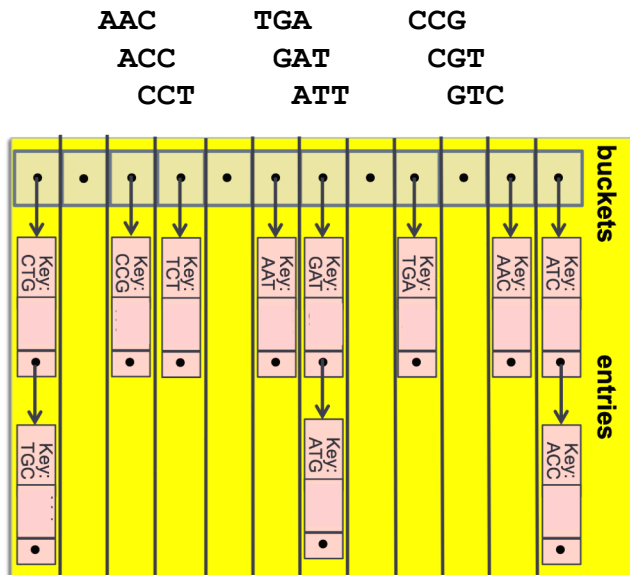 AAC TGA CCG
ACC GAT CGT
CCT ATT GTC
buckets
Key: CTG
Key: CCG
Key: TCT
Key: AAT
Key: GAT
Key: TGA
Key: AAC
Key: ATC
entries
Key: TGC
Key: ATG
Key: ACC